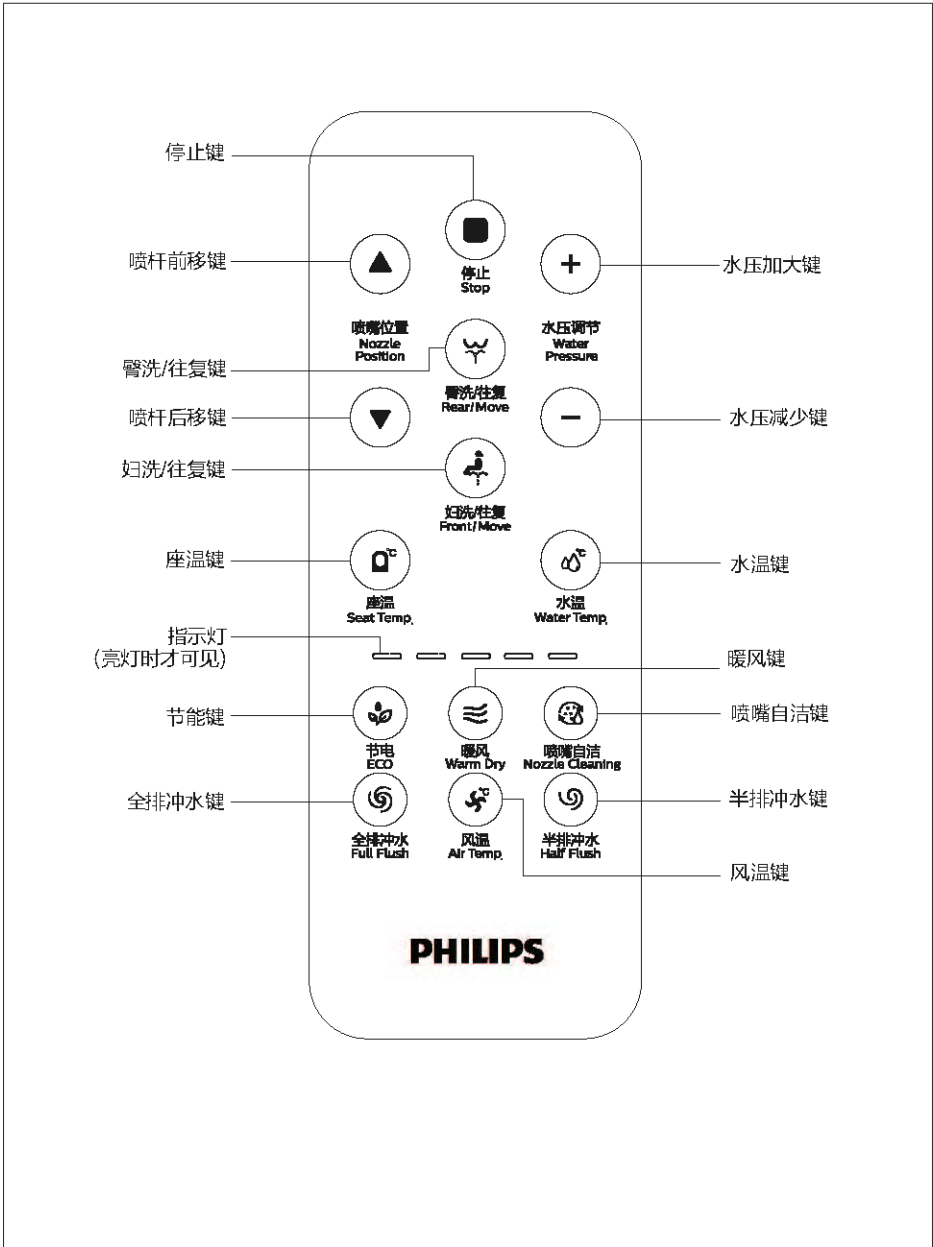 停止键
停止
Stop
喷杆前移键
水压加大键
喷嘴位置
Nozzle
Position
水压调节
Water
Pressure
臀洗/往复键
臀洗/往复
Rear/Move
喷杆后移键
水压减少键
妇洗/往复键
妇洗/往复
Front/Move
座温键
℃
座温
Seat Temp.
水温键
℃
水温
Water Temp.
指示灯
(亮灯时才可见)
暖风键
节能键
节电
ECO
暖风
Warm Dry
喷嘴自洁
Nozzle Cleaning
喷嘴自洁键
全排冲水键
全排冲水
Full Flush
℃
风温
Air Temp.
半排冲水
Half Flush
半排冲水键
风温键
PHILIPS